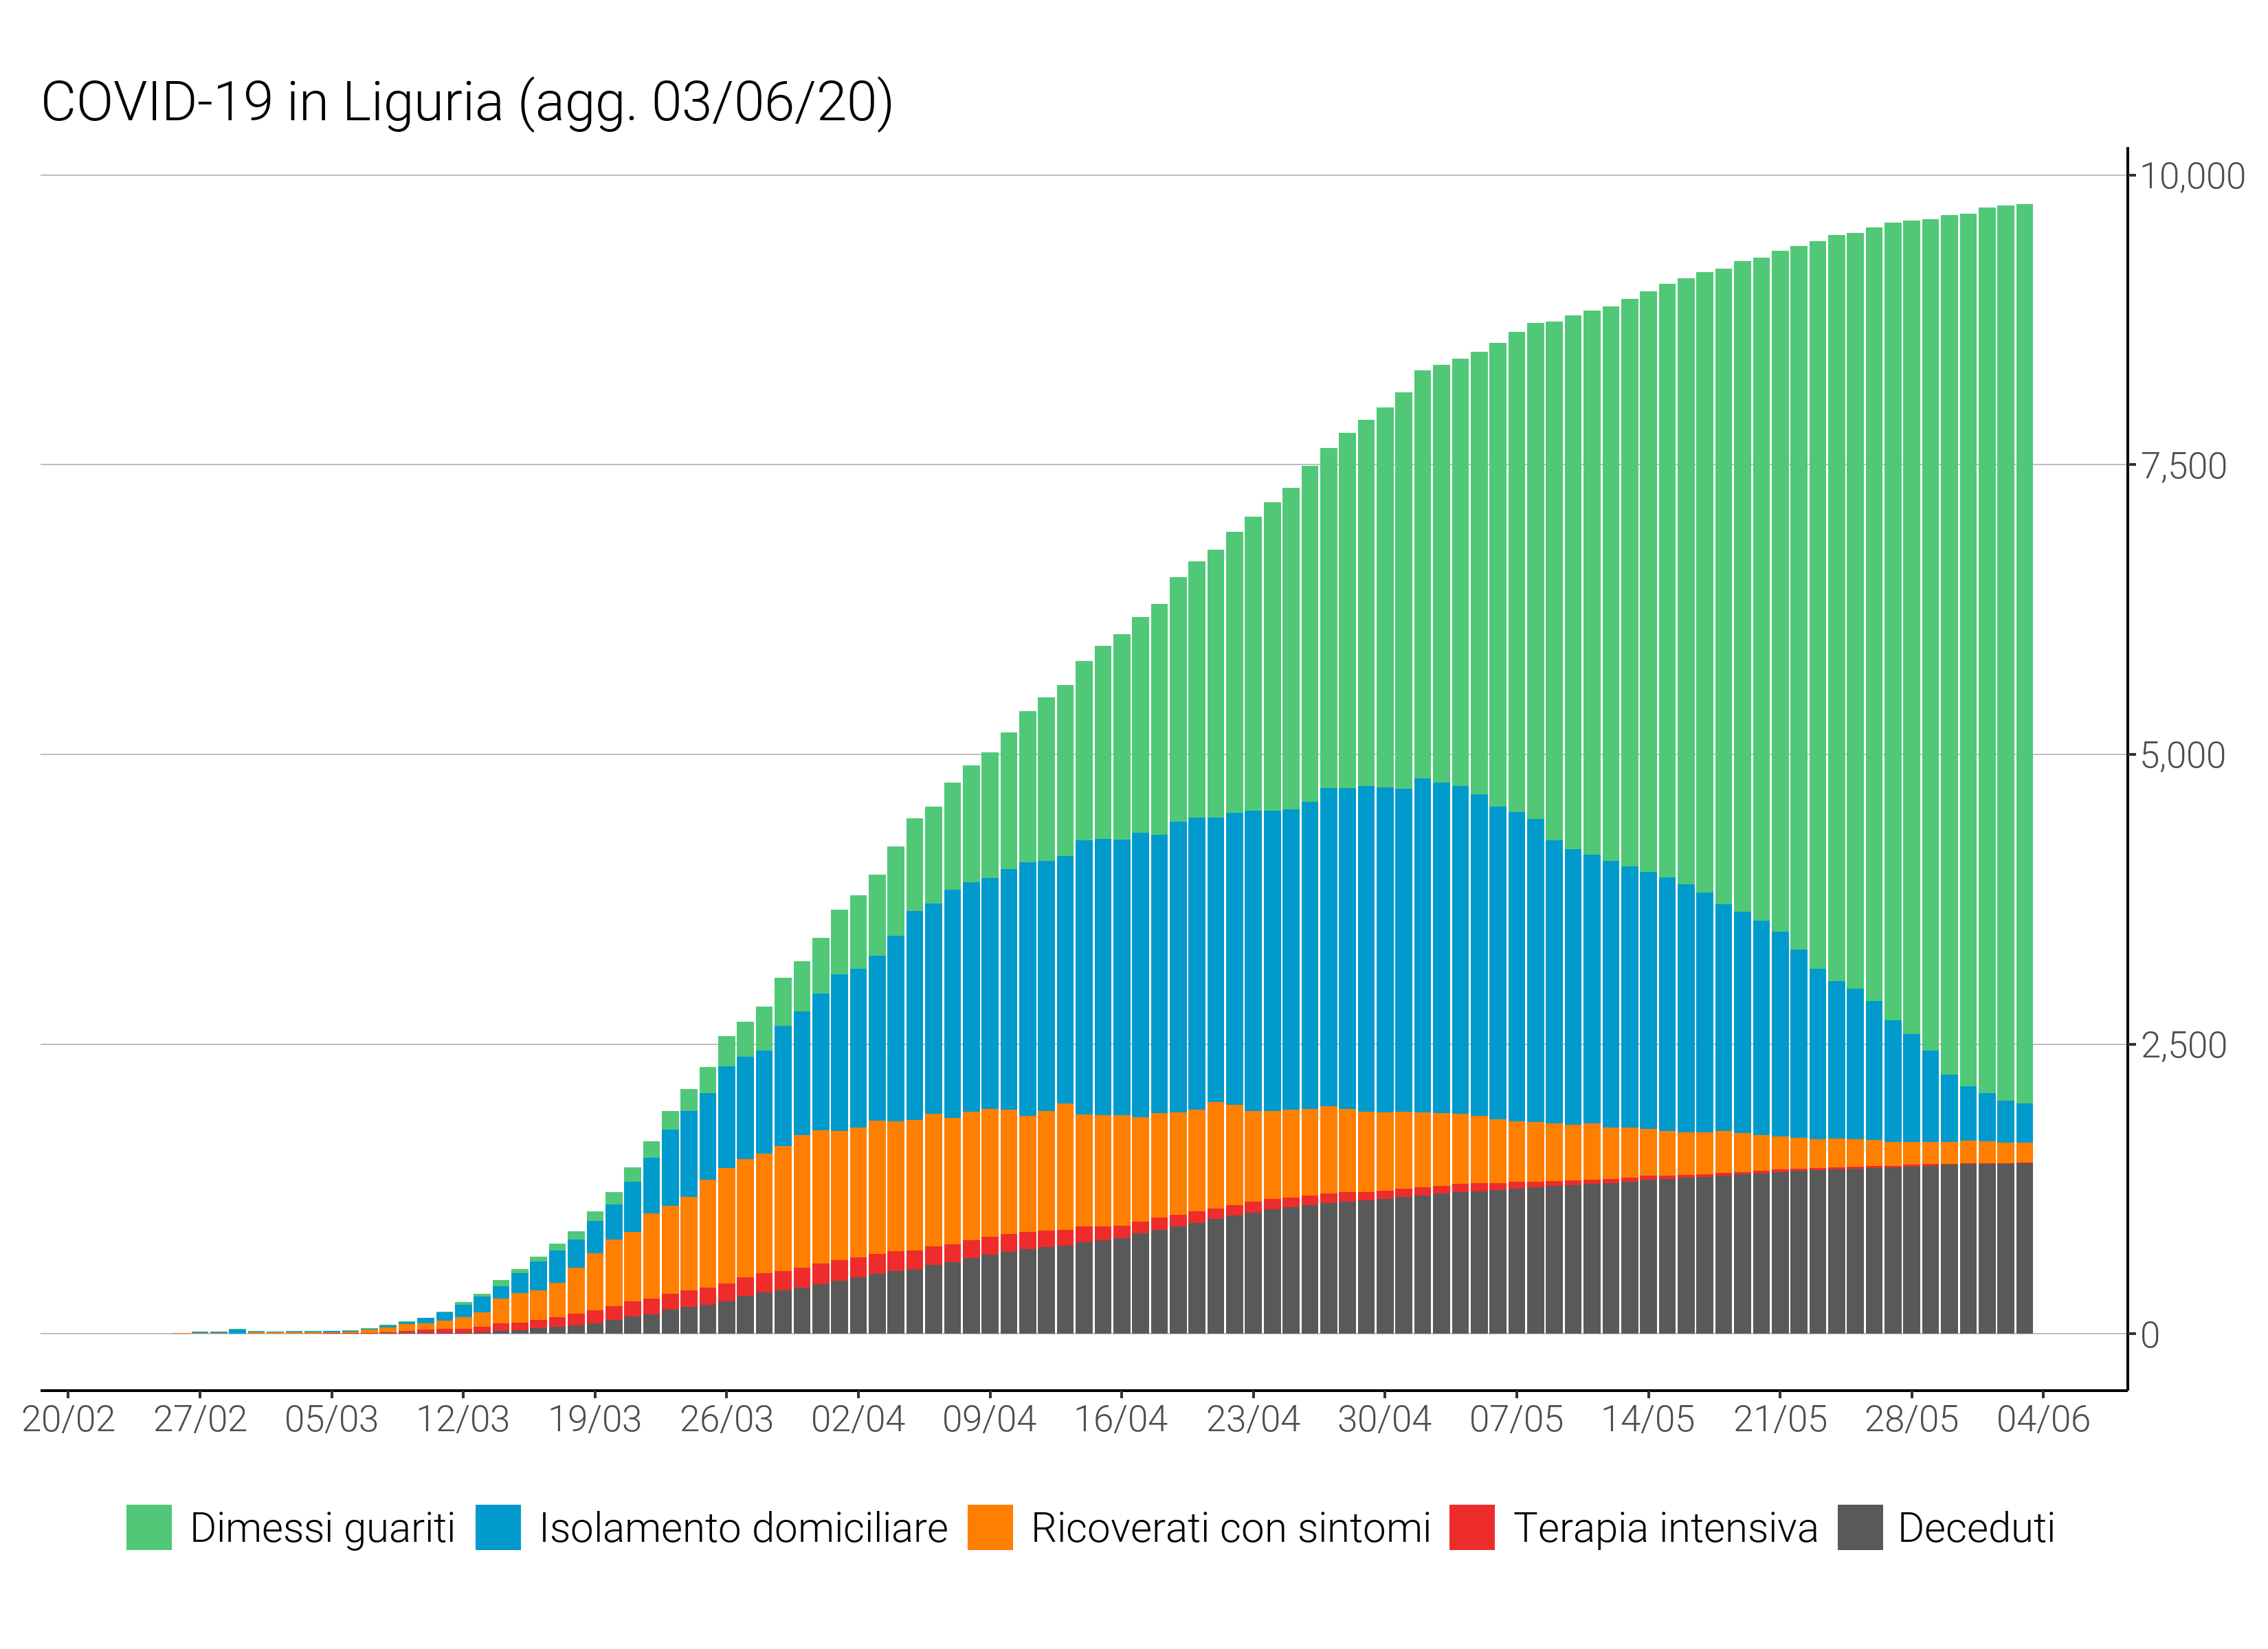 COVID-19 in Liguria (agg. 03/06/20)
10,000
7,500
5,000
2,500
0
20/02 27/02 05/03 12/03 19/03 26/03 02/04 09/04 16/04 23/04 30/04 07/05 14/05 21/05 28/05 04/06
Dimessi guariti Isolamento domiciliare Ricoverati con sintomi Terapia intensiva Deceduti